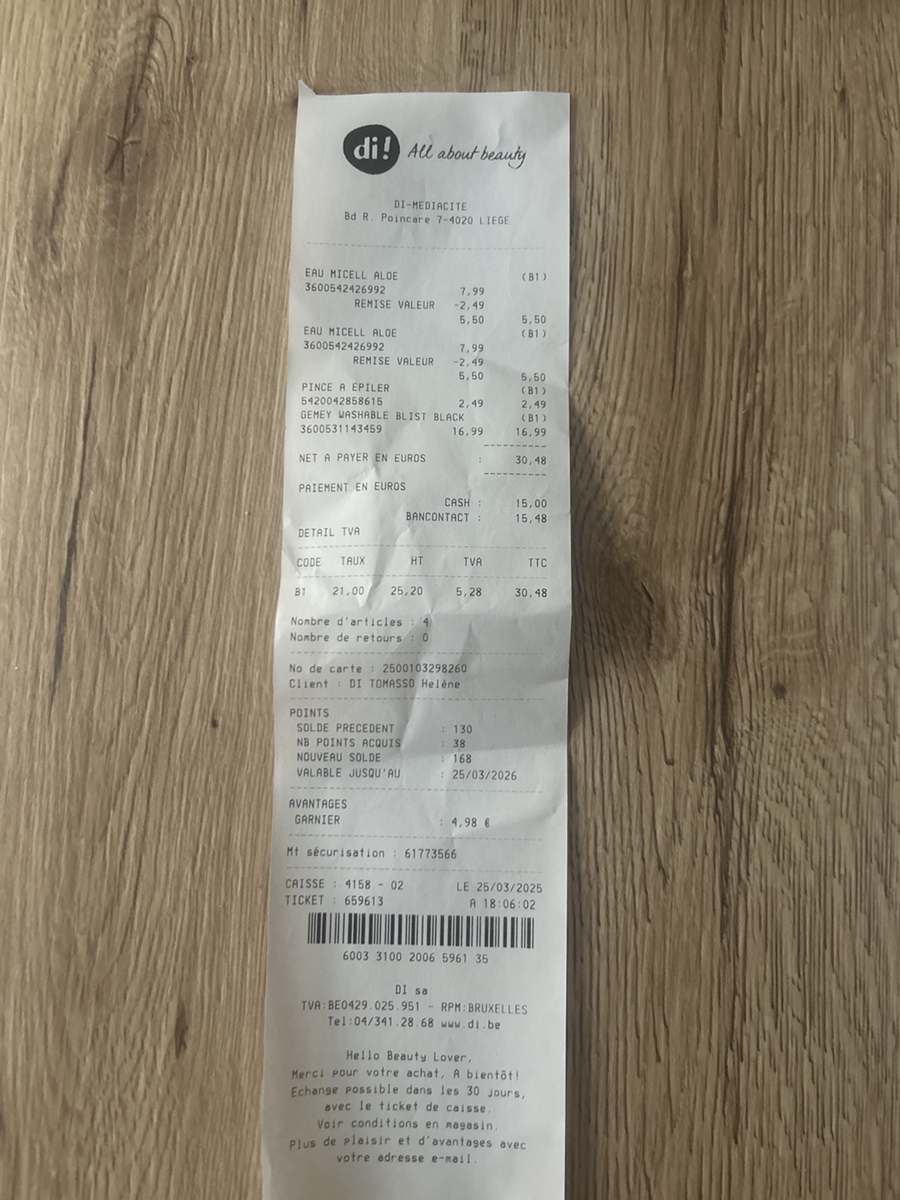 di! All about beauty
DI-MEDIACITE
Bd R. Poincare 7-4020 LIEGE
EAU MICELL ALOE (B1)
3600542426992 7,99
REMISE VALEUR -2,49
5,50 5,50
EAU MICELL ALOE (B1)
3600542426992 7,99
REMISE VALEUR -2,49
5,50 5,50
PINCE A EPILER (B1)
5420042858615 2,49 2,49
GEMEY WASHABLE BLIST BLACK (B1)
3600531143459 16,99 16,99
NET A PAYER EN EUROS : 30,48
PAIEMENT EN EUROS
CASH : 15,00
BANCONTACT : 15,48
DETAIL TVA
CODE TAUX HT TVA TTC
B1 21,00 25,20 5,28 30,48
Nombre d'articles : 4
Nombre de retours : 0
No de carte : 2500103298260
Client : DI TOMASSO Helène
POINTS
SOLDE PRECEDENT : 130
NB POINTS ACQUIS : 38
NOUVEAU SOLDE : 168
VALABLE JUSQU'AU : 25/03/2026
AVANTAGES
GARNIER : 4,98 €
Mt sécurisation : 61773566
CAISSE : 4158 - 02 LE 25/03/2025
TICKET : 659613 A 18:06:02
6003 3100 2006 5961 35
DI sa
TVA:BE0429.025.951 - RPM:BRUXELLES
Tel:04/341.28.68 www.di.be
Hello Beauty Lover,
Merci pour votre achat, A bientôt!
Echange possible dans les 30 jours,
avec le ticket de caisse.
Voir conditions en magasin.
Plus de plaisir et d'avantages avec
votre adresse e-mail.